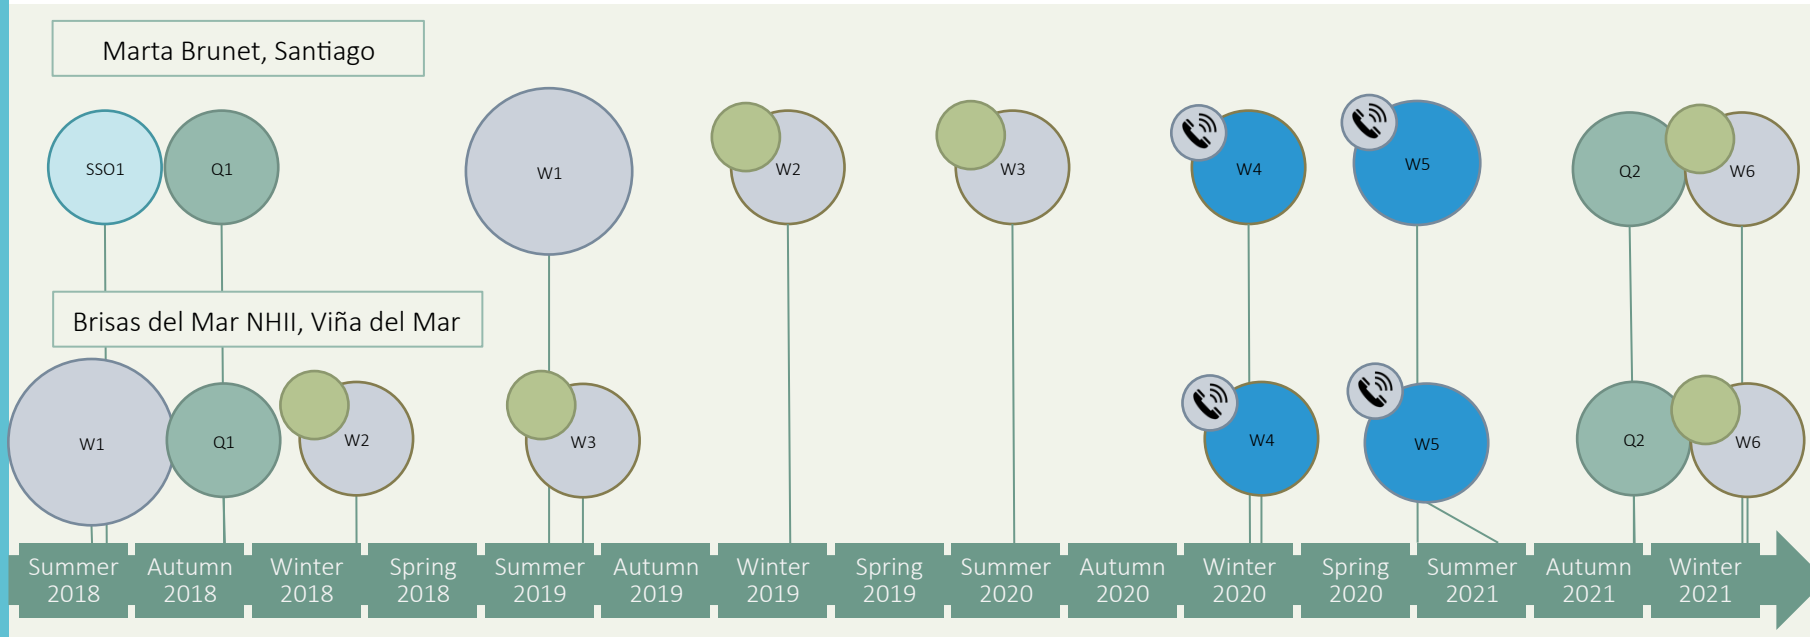 Marta Brunet, Santiago
SSO1 Q1 W1 W2 W3 W4 W5 Q2 W6
Brisas del Mar NHII, Viña del Mar
W1 Q1 W2 W3 W4 W5 Q2 W6
Summer 2018
Autumn 2018
Winter 2018
Spring 2018
Summer 2019
Autumn 2019
Winter 2019
Spring 2019
Summer 2020
Autumn 2020
Winter 2020
Spring 2020
Summer 2021
Autumn 2021
Winter 2021